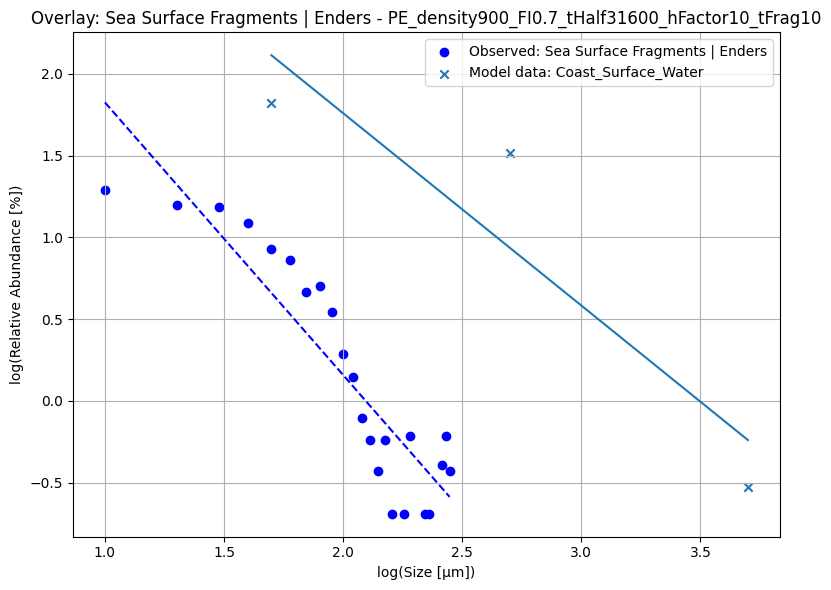 Overlay: Sea Surface Fragments | Enders - PE_density900_FI0.7_tHalf31600_hFactor10_tFrag10
Observed: Sea Surface Fragments | Enders
Model data: Coast_Surface_Water
log(Relative Abundance [%])
2.0
1.5
1.0
0.5
0.0
−0.5
1.0 1.5 2.0 2.5 3.0 3.5
log(Size [μm])